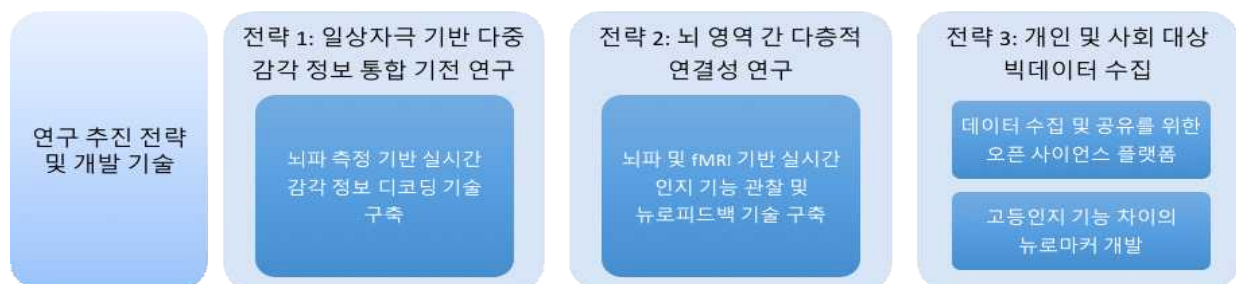 연구 추진 전략
및 개발 기술
전략 1: 일상자극 기반 다중
감각 정보 통합 기전 연구
뇌파 측정 기반 실시간
감각 정보 디코딩 기술
구축
전략 2: 뇌 영역 간 다층적
연결성 연구
뇌파 및 fMRI 기반 실시간
인지 기능 관찰 및
뉴로피드백 기술 구축
전략 3: 개인 및 사회 대상
빅데이터 수집
데이터 수집 및 공유를 위한
오픈 사이언스 플랫폼
고등인지 기능 차이의
뉴로마커 개발